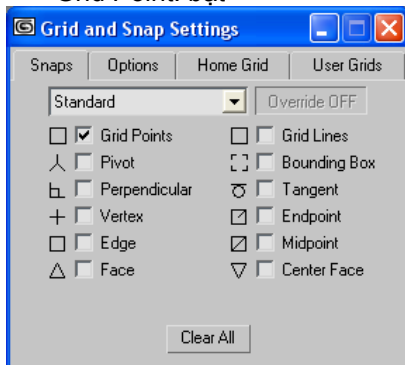 Grid and Snap Settings
Snaps Options Home Grid User Grids
Standard Override OFF
Grid Points Grid Lines
Pivot Bounding Box
Perpendicular Tangent
Vertex Endpoint
Edge Midpoint
Face Center Face
Clear All